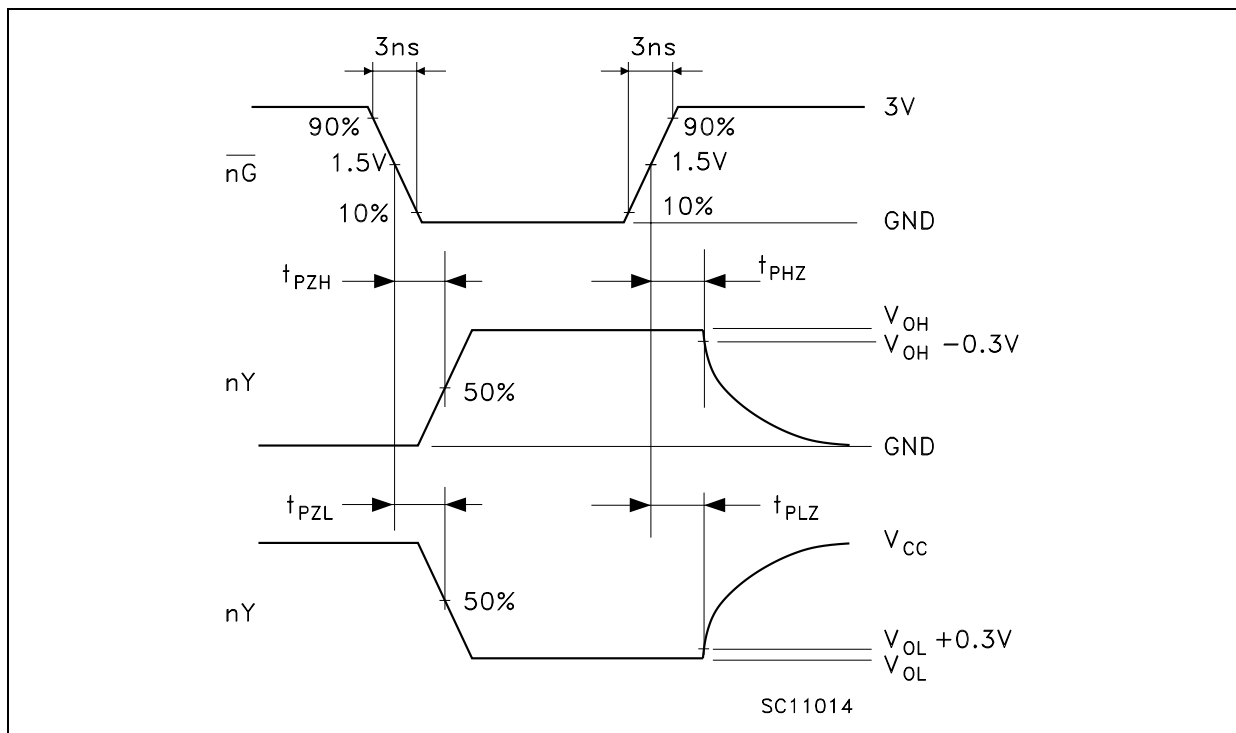 3ns 3ns
3V
90% 90%
nG 1.5V 1.5V
10% 10%
GND
tPZH tPHZ
VOH
VOH -0.3V
nY 50%
GND
tPZL tPLZ
VCC
50%
nY
VOL +0.3V
VOL
SC11014